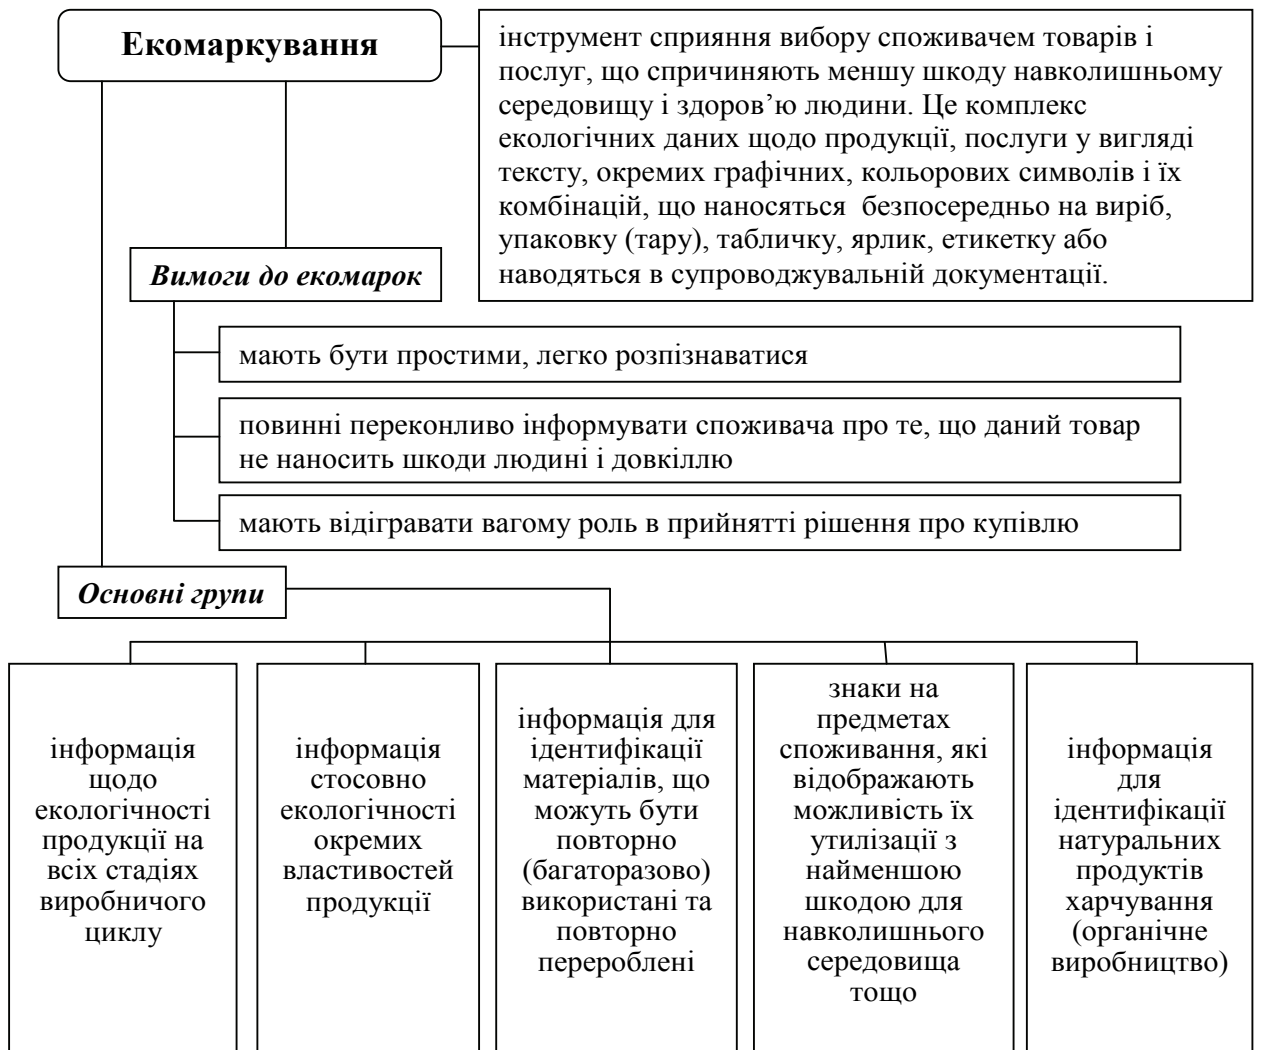 Екомаркування
інструмент сприяння вибору споживачем товарів і
послуг, що спричиняють меншу шкоду навколишньому
середовищу і здоров’ю людини. Це комплекс
екологічних даних щодо продукції, послуги у вигляді
тексту, окремих графічних, кольорових символів і їх
комбінацій, що наносяться безпосередньо на виріб,
упаковку (тару), табличку, ярлик, етикетку або
наводяться в супроводжувальній документації.
Вимоги до екомарок
мають бути простими, легко розпізнаватися
повинні переконливо інформувати споживача про те, що даний товар
не наносить шкоди людині і довкіллю
мають відігравати вагому роль в прийнятті рішення про купівлю
Основні групи
інформація
щодо
екологічності
продукції на
всіх стадіях
виробничого
циклу
інформація
стосовно
екологічності
окремих
властивостей
продукції
інформація для
ідентифікації
матеріалів, що
можуть бути
повторно
(багаторазово)
використані та
повторно
перероблені
знаки на
предметах
споживання, які
відображають
можливість їх
утилізації з
найменшою
шкодою для
навколишнього
середовища
тощо
інформація
для
ідентифікації
натуральних
продуктів
харчування
(органічне
виробництво)